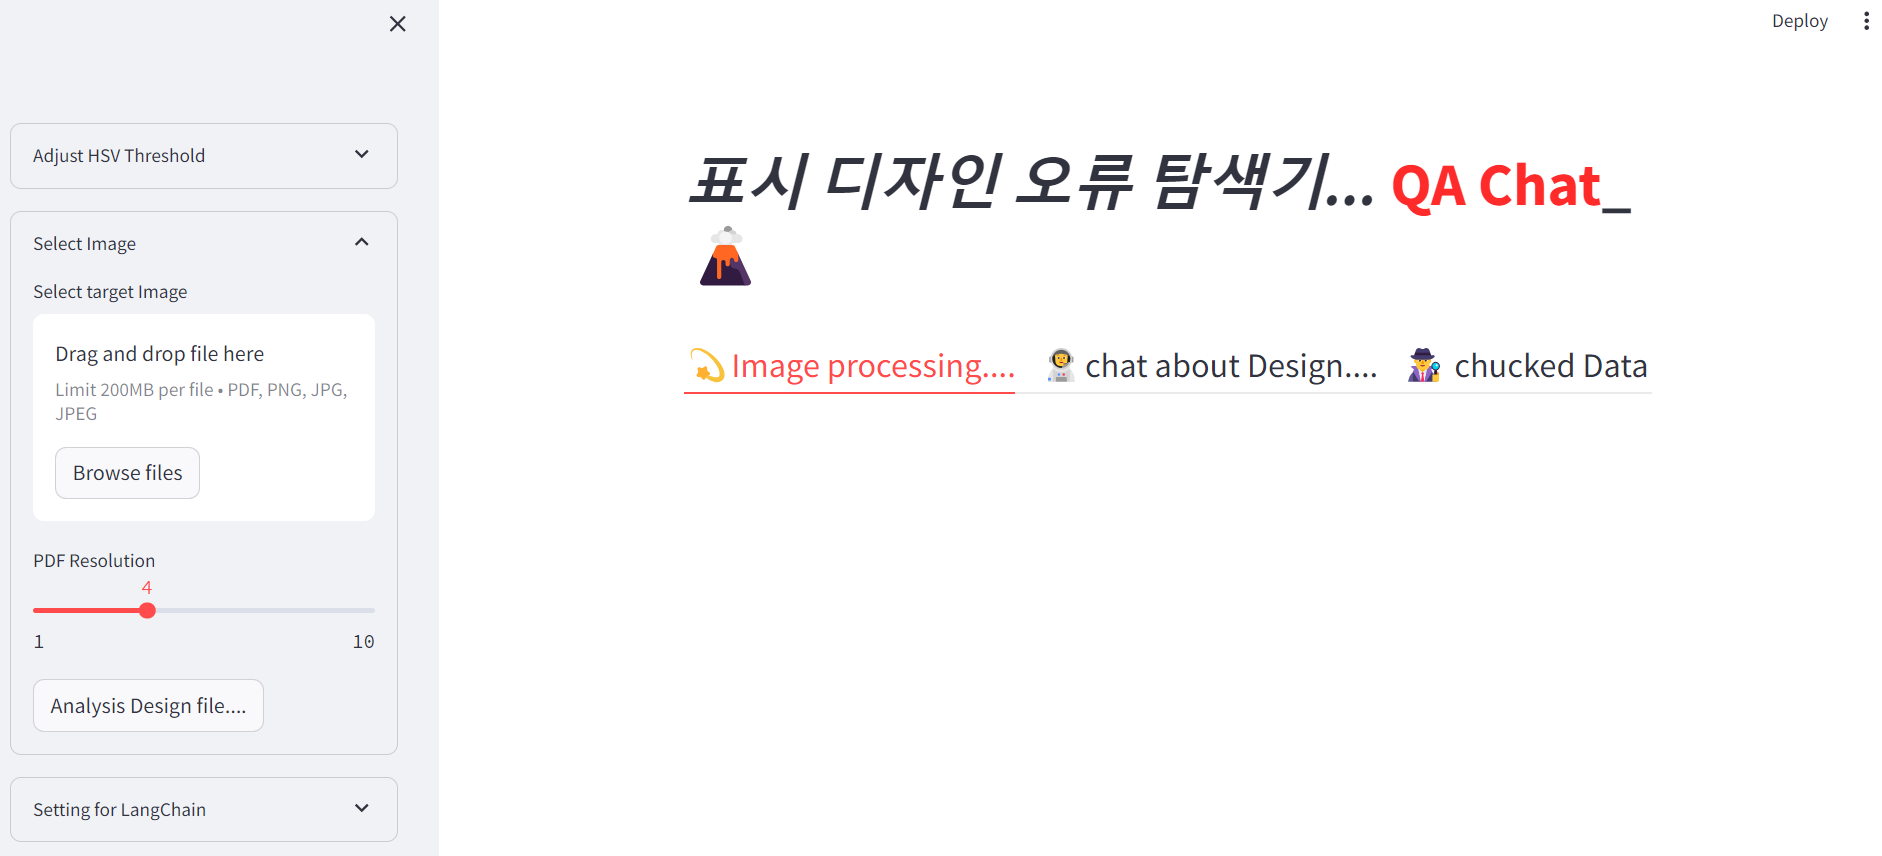 Deploy
Adjust HSV Threshold
Select Image
Select target Image
Drag and drop file here
Limit 200MB per file • PDF, PNG, JPG,
JPEG
Browse files
PDF Resolution
4
1 10
Analysis Design file....
Setting for LangChain
표시 디자인 오류 탐색기... QA Chat_
Image processing.... chat about Design.... chucked Data